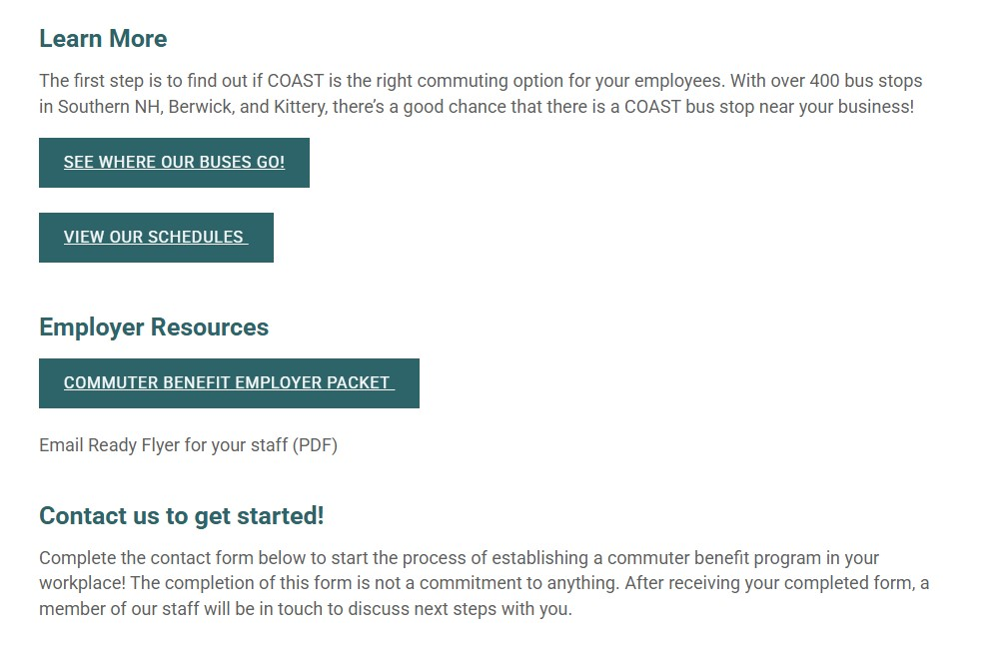 Learn More
The first step is to find out if COAST is the right commuting option for your employees. With over 400 bus stops
in Southern NH, Berwick, and Kittery, there’s a good chance that there is a COAST bus stop near your business!
SEE WHERE OUR BUSES GO!
VIEW OUR SCHEDULES
Employer Resources
COMMUTER BENEFIT EMPLOYER PACKET
Email Ready Flyer for your staff (PDF)
Contact us to get started!
Complete the contact form below to start the process of establishing a commuter benefit program in your
workplace! The completion of this form is not a commitment to anything. After receiving your completed form, a
member of our staff will be in touch to discuss next steps with you.